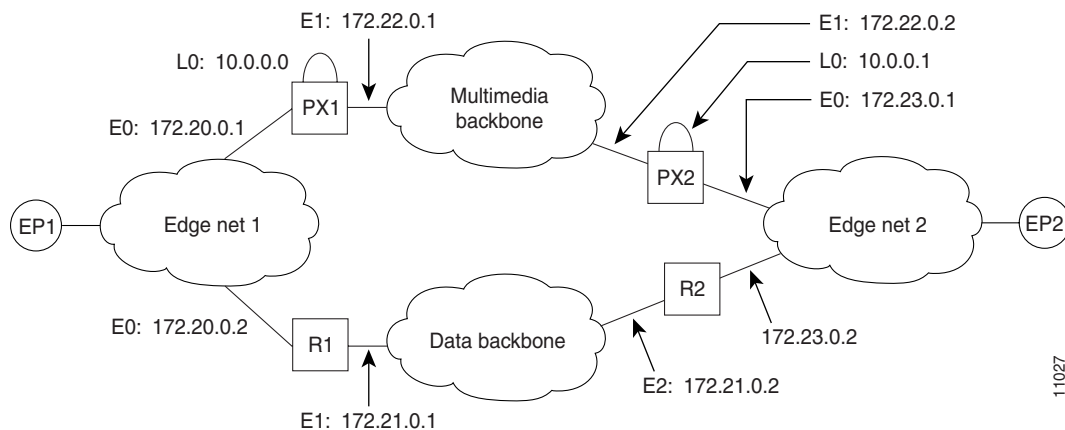 E1: 172.22.0.1
E1: 172.22.0.2
L0: 10.0.0.0
L0: 10.0.0.1
PX1
Multimedia
backbone
E0: 172.23.0.1
E0: 172.20.0.1
PX2
EP1
Edge net 1
Edge net 2
EP2
R2
E0: 172.20.0.2
R1
Data backbone
172.23.0.2
E2: 172.21.0.2
E1: 172.21.0.1
11027